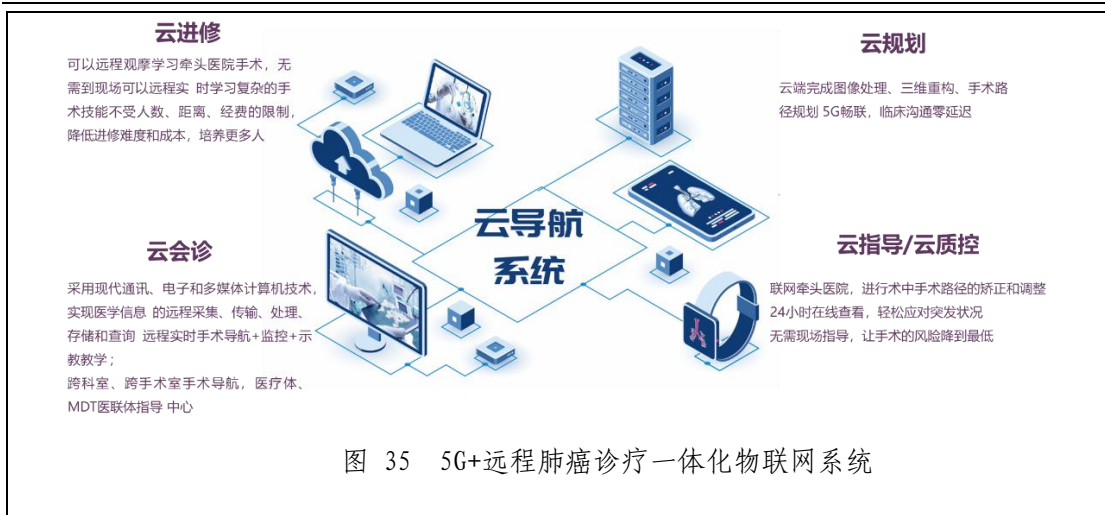 云进修
可以远程观摩学习牵头医院手术，无
需到现场可以远程实 时学习复杂的手
术技能不受人数、距离、经费的限制，
降低进修难度和成本，培养更多人
云规划
云端完成图像处理、三维重构、手术路
径规划 5G畅联，临床沟通零延迟
云导航
系统
云会诊
采用现代通讯、电子和多媒体计算机技术，
实现医学信息 的远程采集、传输、处理、
存储和查询 远程实时手术导航+监控+示
教教学；
跨科室、跨手术室手术导航，医疗体、
MDT医联体指导 中心
云指导/云质控
联网牵头医院，进行术中手术路径的矫正和调整
24小时在线查看，轻松应对突发状况
无需现场指导，让手术的风险降到最低
图 35 5G+远程肺癌诊疗一体化物联网系统